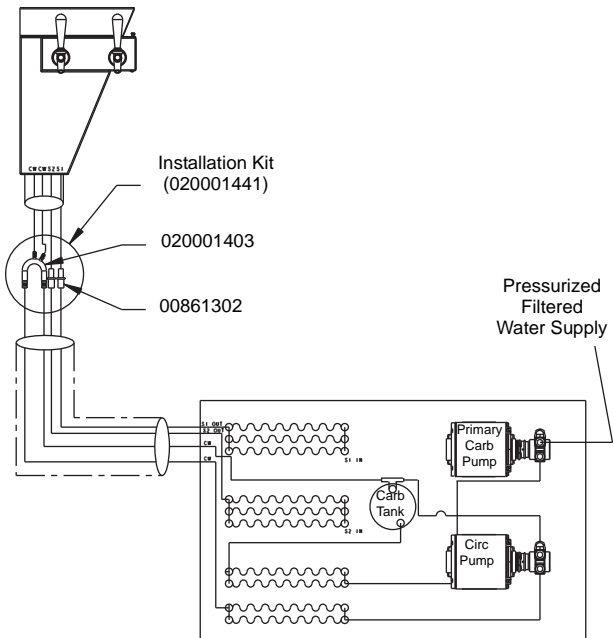 CW CW S2 S1
Installation Kit
(020001441)
020001403
00861302
Pressurized
Filtered
Water Supply
S1 OUT
S2 OUT
CW
CW
S1 IN
Primary
Carb
Pump
Carb
Tank
S2 IN
Circ
Pump